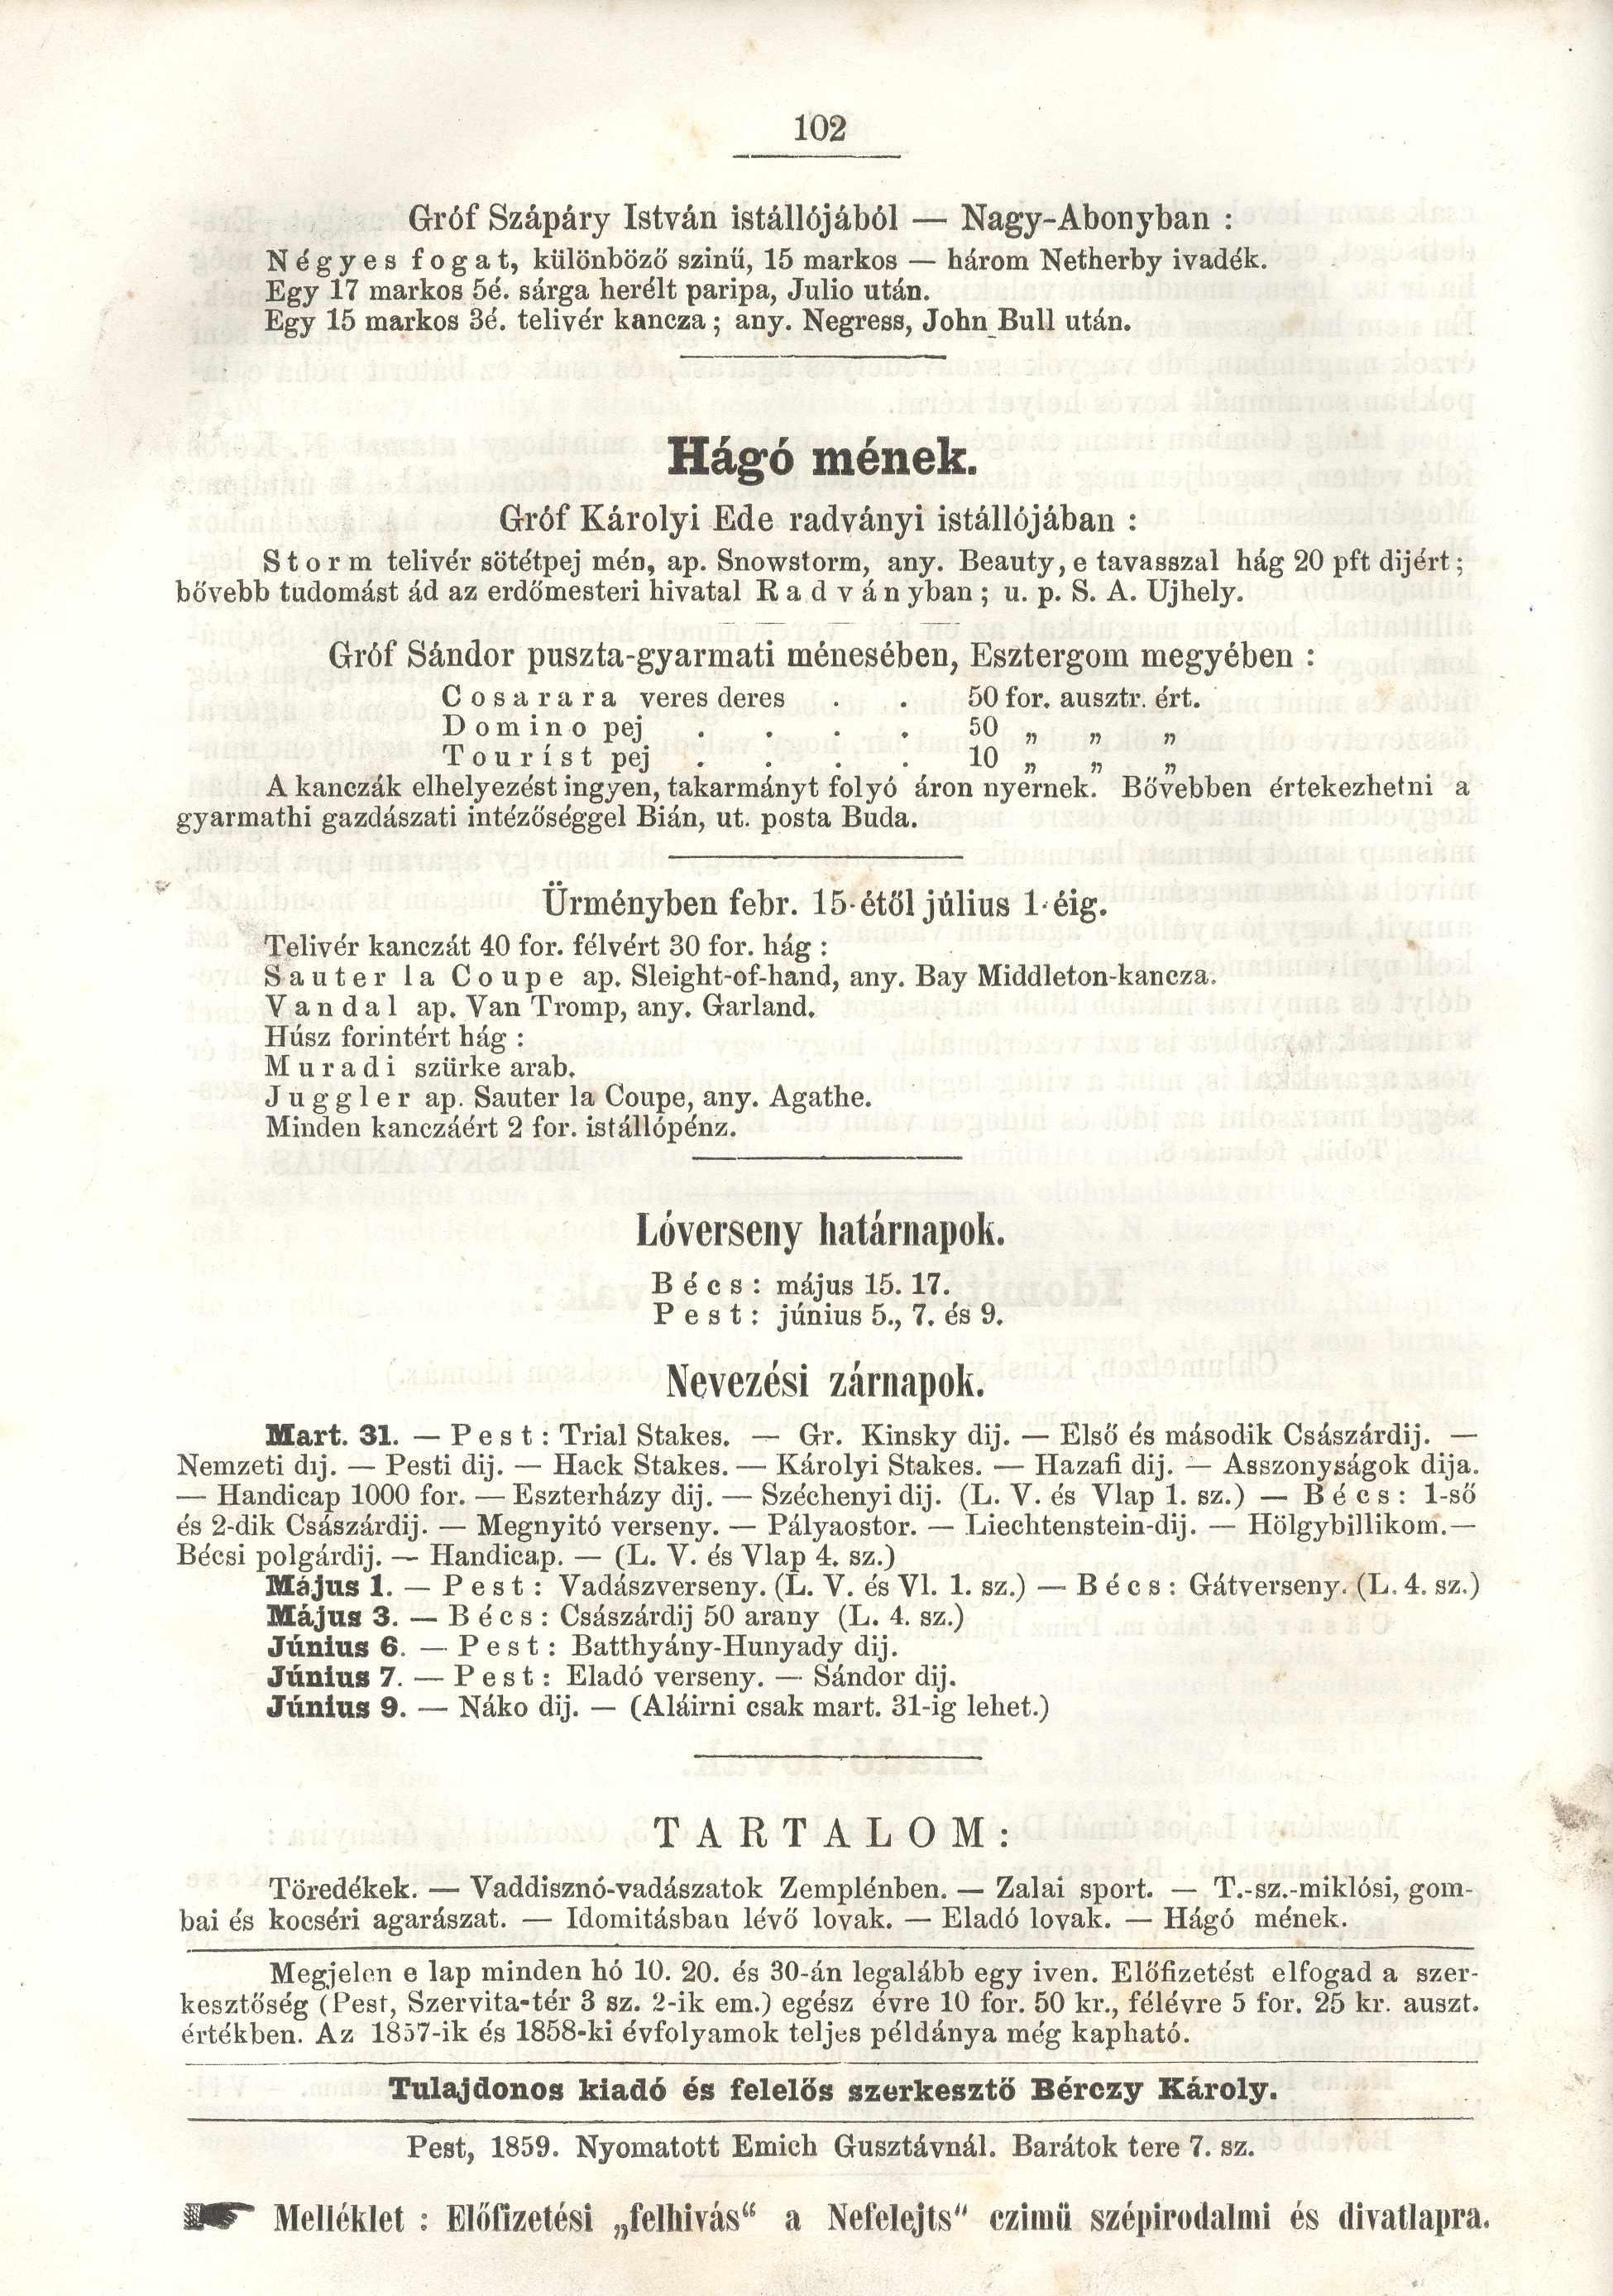 102
Gróf Szápáry István istállójából — Nagy-Abonyban :
Négyes fogat, különböző szinű, 15 markos — három Netherby ivadék.
Egy 17 markos 5é. sárga herélt paripa, Julio után.
Egy 15 markos 3é. telivér kancza ; any. Negress, John Bull után.
Hágó mének.
Gróf Károlyi Ede radványi istállójában :
Storm telivér sötétpej mén, ap. Snowstorm, any. Beauty, e tavasszal hág 20 pft dijért ;
bővebb tudomást ád az erdőmesteri hivatal Radványban ; u. p. S. A. Ujhely.
Gróf Sándor puszta-gyarmati ménesében, Esztergom megyében :
Cosarara veres deres . . 50 for. ausztr. ért.
Domino pej . . . . 50 „ „ „
Tourist pej . . . . 10 „ „ „
A kanczák elhelyezést ingyen, takarmányt folyó áron nyernek. Bővebben értekezhetni a
gyarmathi gazdászati intézőséggel Bián, ut. posta Buda.
Ürményben febr. 15-étől július 1-éig.
Telivér kanczát 40 for. félvért 30 for. hág :
Sauter la Coupe ap. Sleight-of-hand, any. Bay Middleton-kancza.
Vandal ap. Van Tromp, any. Garland.
Húsz forintért hág :
Muradi szürke arab.
Juggler ap. Sauter la Coupe, any. Agathe.
Minden kanczáért 2 for. istállópénz.
Lóverseny határnapok.
Bécs : május 15. 17.
Pest : június 5., 7. és 9.
Nevezési zárnapok.
Mart. 31. — Pest : Trial Stakes. — Gr. Kinsky dij. — Első és második Császárdij. —
Nemzeti dij. — Pesti dij. — Hack Stakes. — Károlyi Stakes. — Hazafi dij. — Asszonyságok dija.
— Handicap 1000 for. — Eszterházy dij. — Széchenyi dij. (L. V. és Vlap 1. sz.) — Bécs : 1-ső
és 2-dik Császárdij. — Megnyitó verseny. — Pályaostor. — Liechtenstein-dij. — Hölgybillikom. —
Bécsi polgárdij. — Handicap. — (L. V. és Vlap 4. sz.)
Május 1. — Pest : Vadászverseny. (L. V. és Vl. 1. sz.) — Bécs : Gátverseny. (L. 4. sz.)
Május 3. — Bécs : Császárdij 50 arany (L. 4. sz.)
Június 6. — Pest : Batthyány-Hunyady dij.
Június 7. — Pest : Eladó verseny. — Sándor dij.
Június 9. — Náko dij. — (Aláirni csak mart. 31-ig lehet.)
TARTALOM :
Töredékek. — Vaddisznó-vadászatok Zemplénben. — Zalai sport. — T.-sz.-miklósi, gom-
bai és kocséri agarászat. — Idomitásban lévő lovak. — Eladó lovak. — Hágó mének.
Megjelen e lap minden hó 10. 20. és 30-án legalább egy iven. Előfizetést elfogad a szer-
kesztőség (Pest, Szervita-tér 3 sz. 2-ik em.) egész évre 10 for. 50 kr., félévre 5 for. 25 kr. auszt.
értékben. Az 1857-ik és 1858-ki évfolyamok teljes példánya még kapható.
Tulajdonos kiadó és felelős szerkesztő Bérczy Károly.
Pest, 1859. Nyomatott Emich Gusztávnál. Barátok tere 7. sz.
☛ Melléklet : Előfizetési „felhivás“ a Nefelejts“ czimü szépirodalmi és divatlapra.